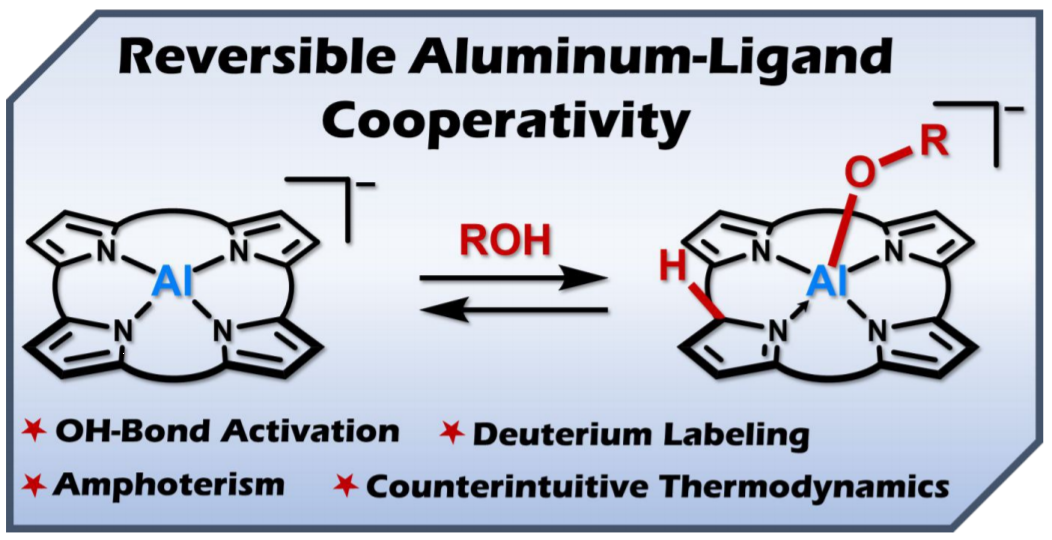 Reversible Aluminum-Ligand
Cooperativity
−
−
O R
N N ROH H N N
Al Al
N N N N
★ OH-Bond Activation ★ Deuterium Labeling
★ Amphoterism ★ Counterintuitive Thermodynamics